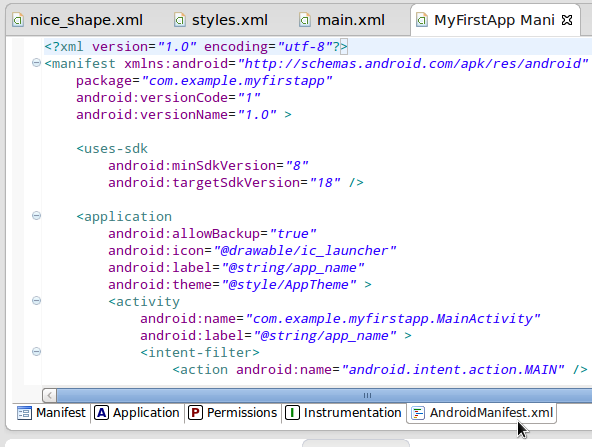 nice_shape.xml styles.xml main.xml MyFirstApp Mani
<?xml version="1.0" encoding="utf-8"?>
<manifest xmlns:android="http://schemas.android.com/apk/res/android"
package="com.example.myfirstapp"
android:versionCode="1"
android:versionName="1.0" >
<uses-sdk
android:minSdkVersion="8"
android:targetSdkVersion="18" />
<application
android:allowBackup="true"
android:icon="@drawable/ic_launcher"
android:label="@string/app_name"
android:theme="@style/AppTheme" >
<activity
android:name="com.example.myfirstapp.MainActivity"
android:label="@string/app_name" >
<intent-filter>
<action android:name="android.intent.action.MAIN" />
Manifest A Application P Permissions I Instrumentation AndroidManifest.xml